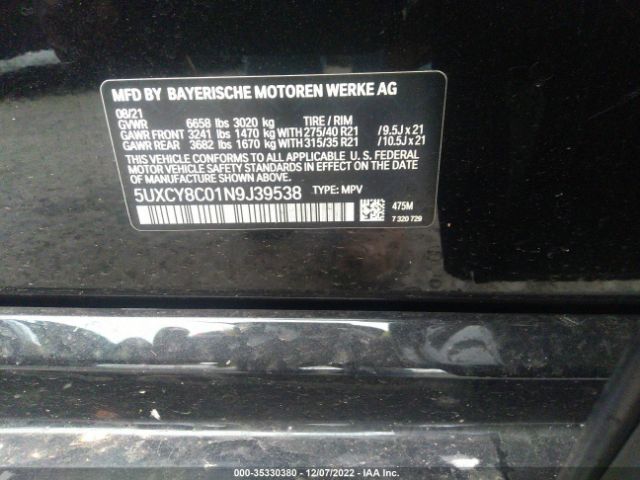 MFD BY BAYERISCHE MOTOREN WERKE AG
08/21
GVWR 6658 lbs 3020 kg TIRE / RIM
GAWR FRONT 3241 lbs 1470 kg WITH 275/40 R21 /9.5J x 21
GAWR REAR 3682 lbs 1670 kg WITH 315/35 R21 /10.5J x 21
THIS VEHICLE CONFORMS TO ALL APPLICABLE U. S. FEDERAL
MOTOR VEHICLE SAFETY STANDARDS IN EFFECT ON THE DATE
OF MANUFACTURE SHOWN ABOVE.
5UXCY8C01N9J39538 TYPE: MPV
475M
7 320 729
000-35330380 - 12/07/2022 - IAA Inc.